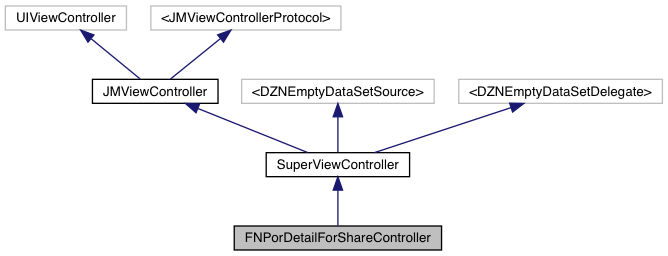 UIViewController
<JMViewControllerProtocol>
JMViewController
<DZNEmptyDataSetSource>
<DZNEmptyDataSetDelegate>
SuperViewController
FNPorDetailForShareController